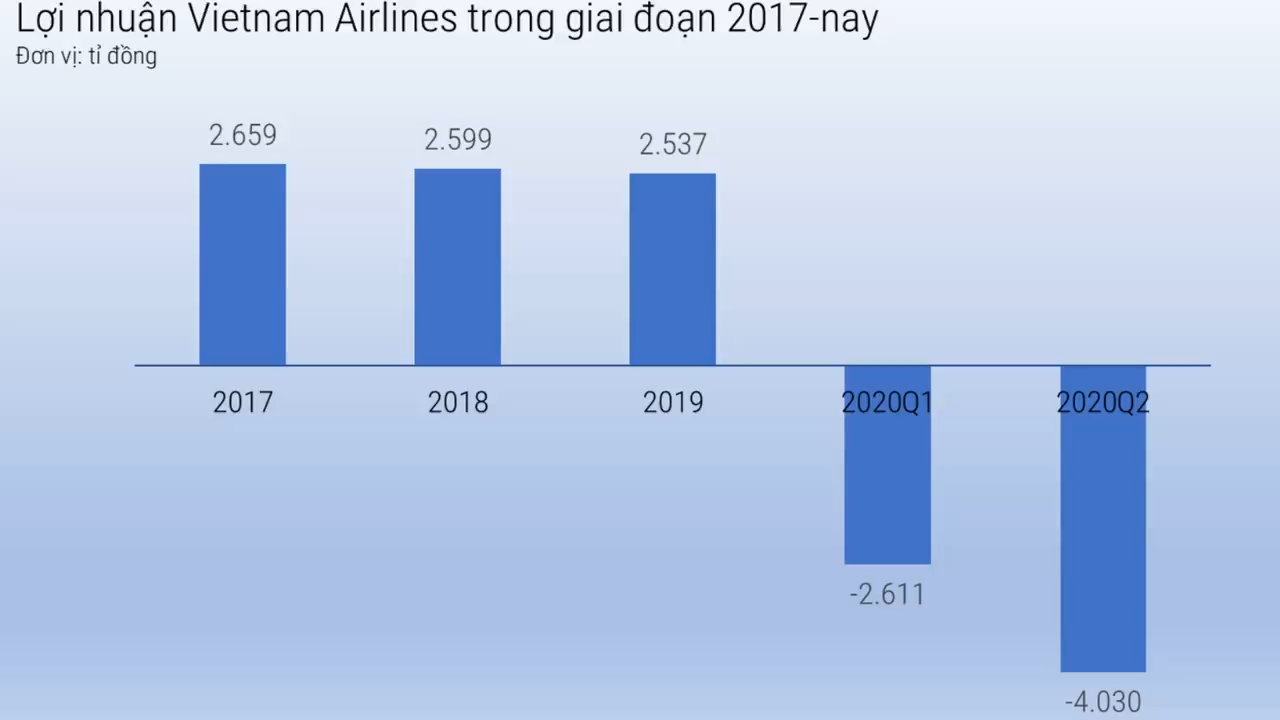 Lợi nhuận Vietnam Airlines trong giai đoạn 2017-nay
Đơn vị: tỉ đồng
2.659
2.599
2.537
2017
2018
2019
2020Q1
2020Q2
-2.611
-4.030